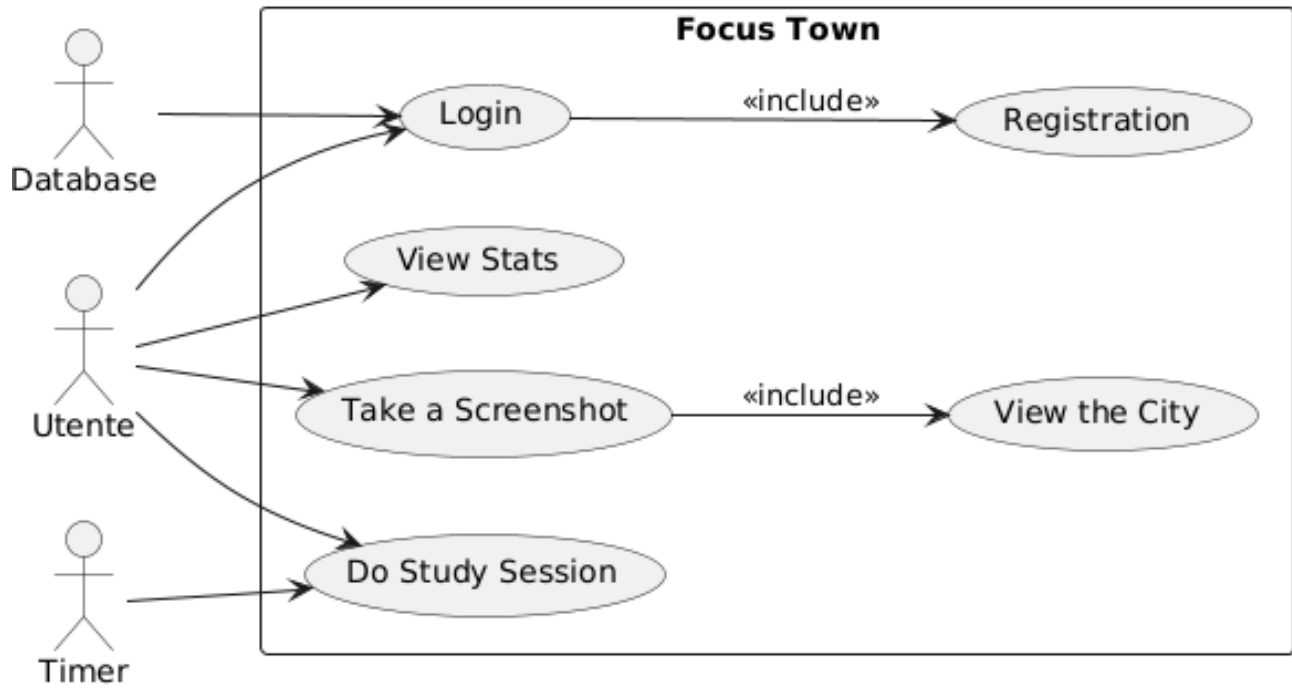 Focus Town
Login
«include»
Registration
Database
View Stats
Utente
Take a Screenshot
«include»
View the City
Do Study Session
Timer